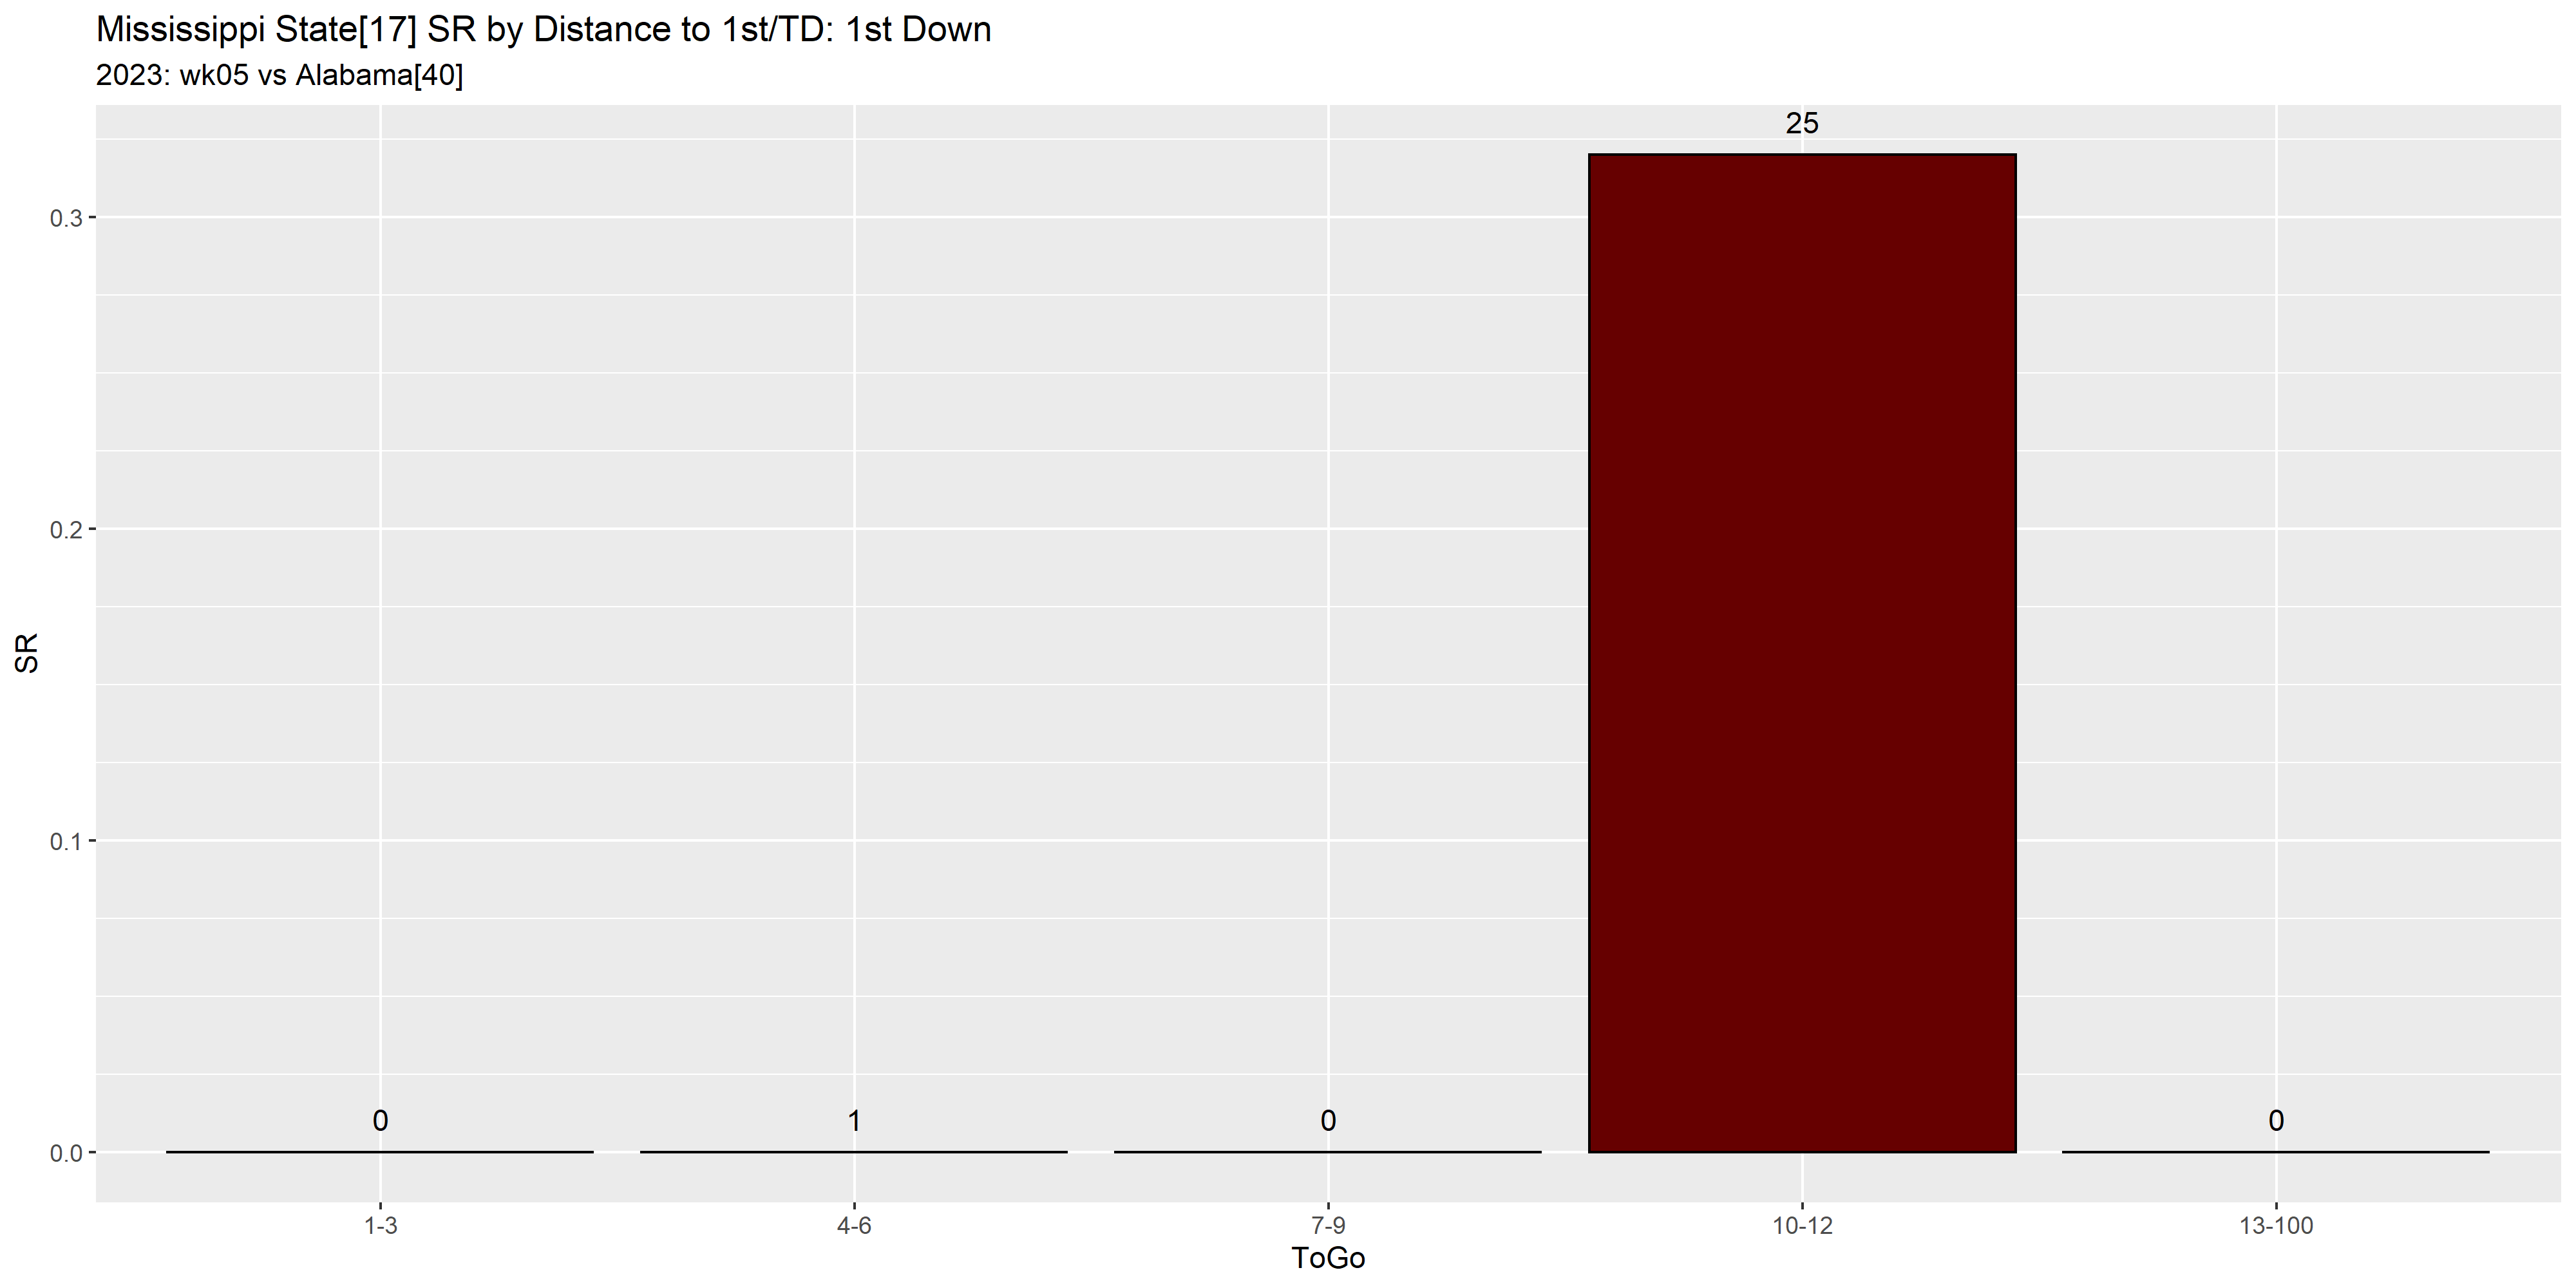 Mississippi State[17] SR by Distance to 1st/TD: 1st Down
2023: wk05 vs Alabama[40]
25
0.3
0.2
SR
0.1
0 1 0 0
0.0
1-3 4-6 7-9 10-12 13-100
ToGo